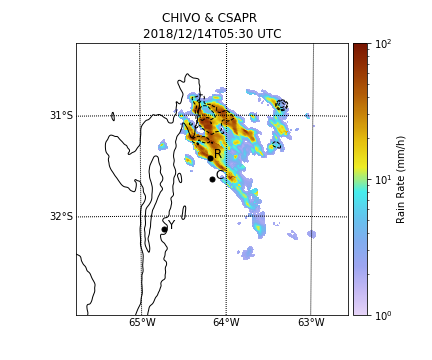 CHIVO & CSAPR
2018/12/14T05:30 UTC
10²
31°S
R
10¹
C
32°S
Y
10⁰
65°W 64°W 63°W
Rain Rate (mm/h)